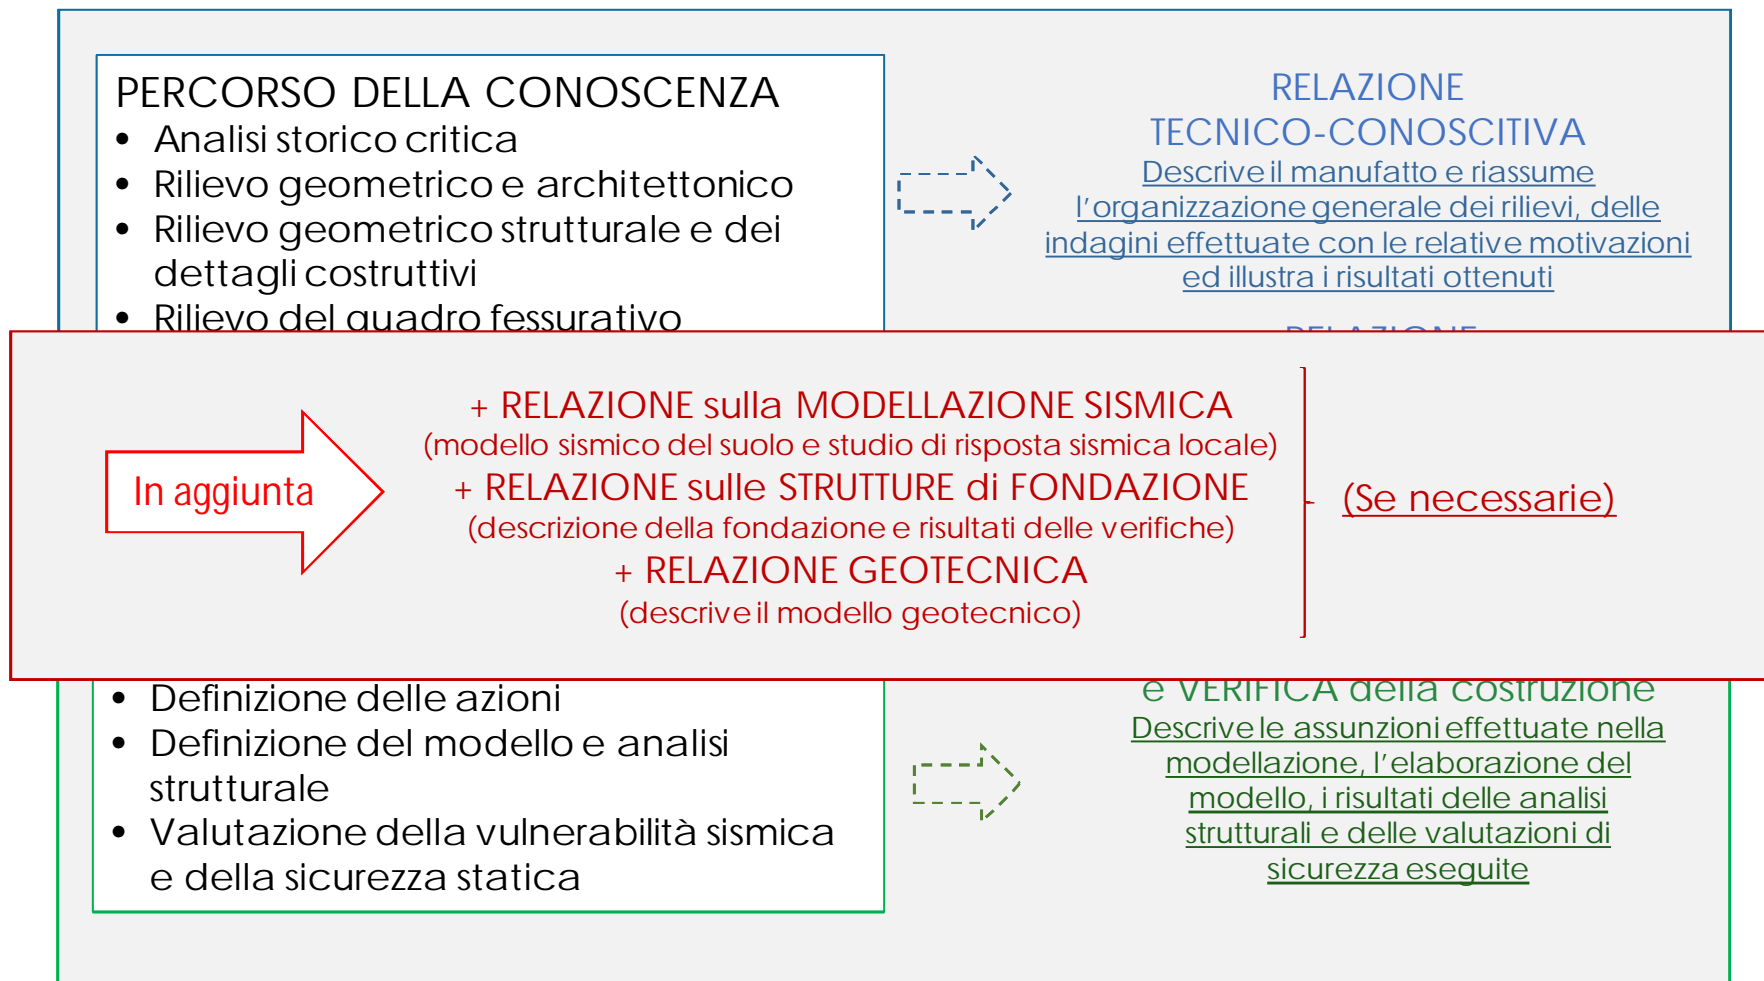 PERCORSO DELLA CONOSCENZA
• Analisi storico critica
• Rilievo geometrico e architettonico
• Rilievo geometrico strutturale e dei
dettagli costruttivi
• Rilievo del quadro fessurativo
RELAZIONE
TECNICO-CONOSCITIVA
Descrive il manufatto e riassume
l’organizzazione generale dei rilievi, delle
indagini effettuate con le relative motivazioni
ed illustra i risultati ottenuti
RELAZIONE
In aggiunta
+ RELAZIONE sulla MODELLAZIONE SISMICA
(modello sismico del suolo e studio di risposta sismica locale)
+ RELAZIONE sulle STRUTTURE di FONDAZIONE
(descrizione della fondazione e risultati delle verifiche)
+ RELAZIONE GEOTECNICA
(descrive il modello geotecnico)
(Se necessarie)
• Definizione delle azioni
• Definizione del modello e analisi
strutturale
• Valutazione della vulnerabilità sismica
e della sicurezza statica
e VERIFICA della costruzione
Descrive le assunzioni effettuate nella
modellazione, l’elaborazione del
modello, i risultati delle analisi
strutturali e delle valutazioni di
sicurezza eseguite